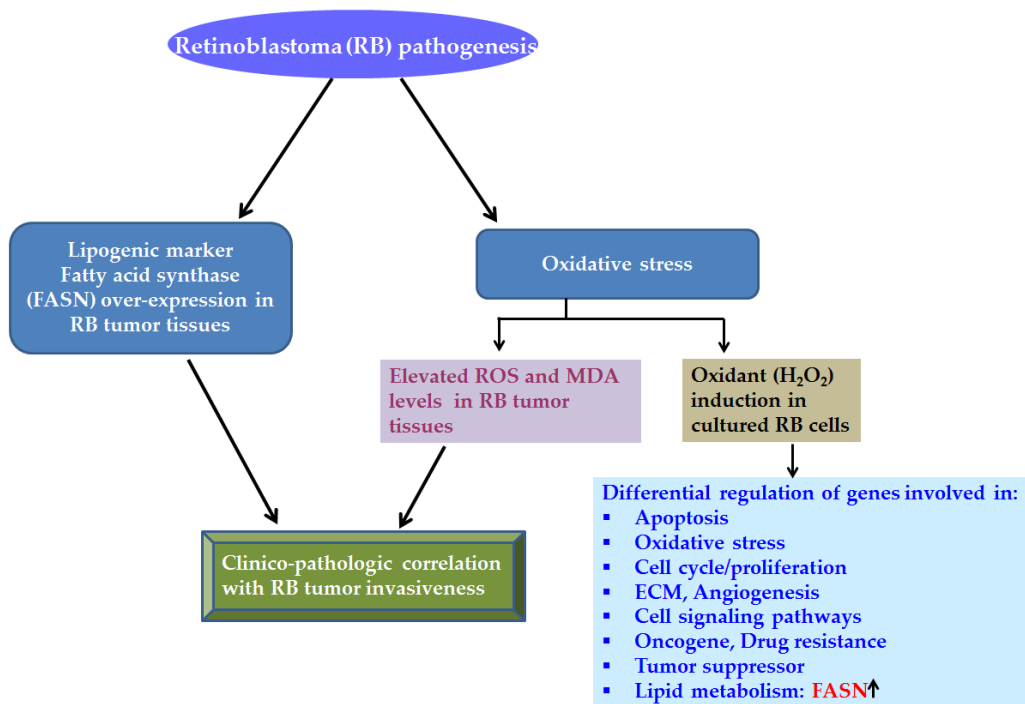 Retinoblastoma (RB) pathogenesis
Lipogenic marker
Fatty acid synthase
(FASN) over-expression in
RB tumor tissues
Oxidative stress
Elevated ROS and MDA
levels in RB tumor
tissues
Oxidant (H₂O₂)
induction in
cultured RB cells
Clinico-pathologic correlation
with RB tumor invasiveness
Differential regulation of genes involved in:
▪ Apoptosis
▪ Oxidative stress
▪ Cell cycle/proliferation
▪ ECM, Angiogenesis
▪ Cell signaling pathways
▪ Oncogene, Drug resistance
▪ Tumor suppressor
▪ Lipid metabolism: FASN↑